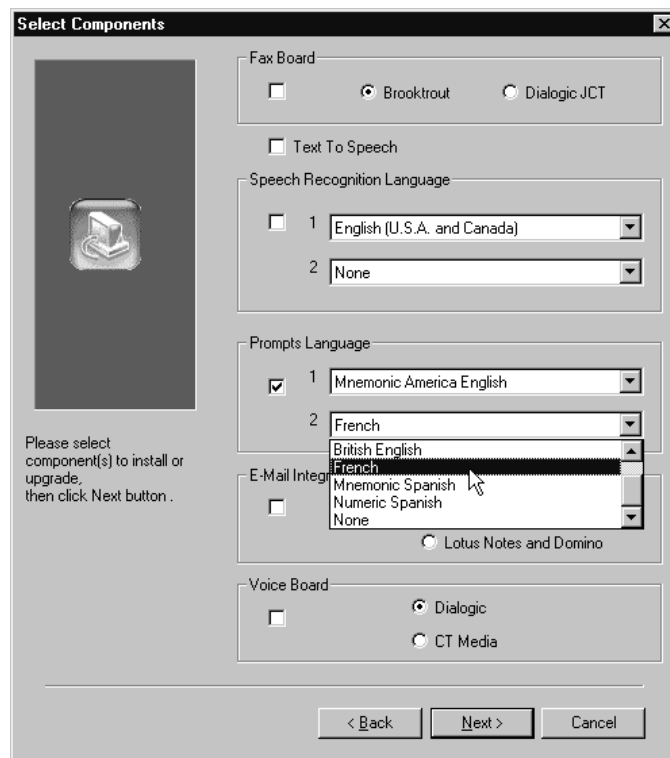 Select Components
Fax Board
Brooktrout
Dialogic JCT
Text To Speech
Speech Recognition Language
1 English (U.S.A. and Canada)
2 None
Prompts Language
1 Mnemonic America English
2 French
British English
French
Mnemonic Spanish
Numeric Spanish
None
Please select
component(s) to install or
upgrade,
then click Next button .
E-Mail Integr
Lotus Notes and Domino
Voice Board
Dialogic
CT Media
< Back
Next >
Cancel